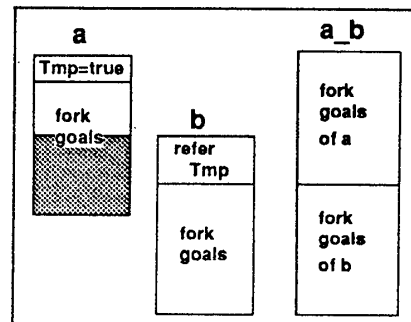 a
Tmp=true
fork
goals
b
refer
Tmp
fork
goals
a_b
fork
goals
of a
fork
goals
of b